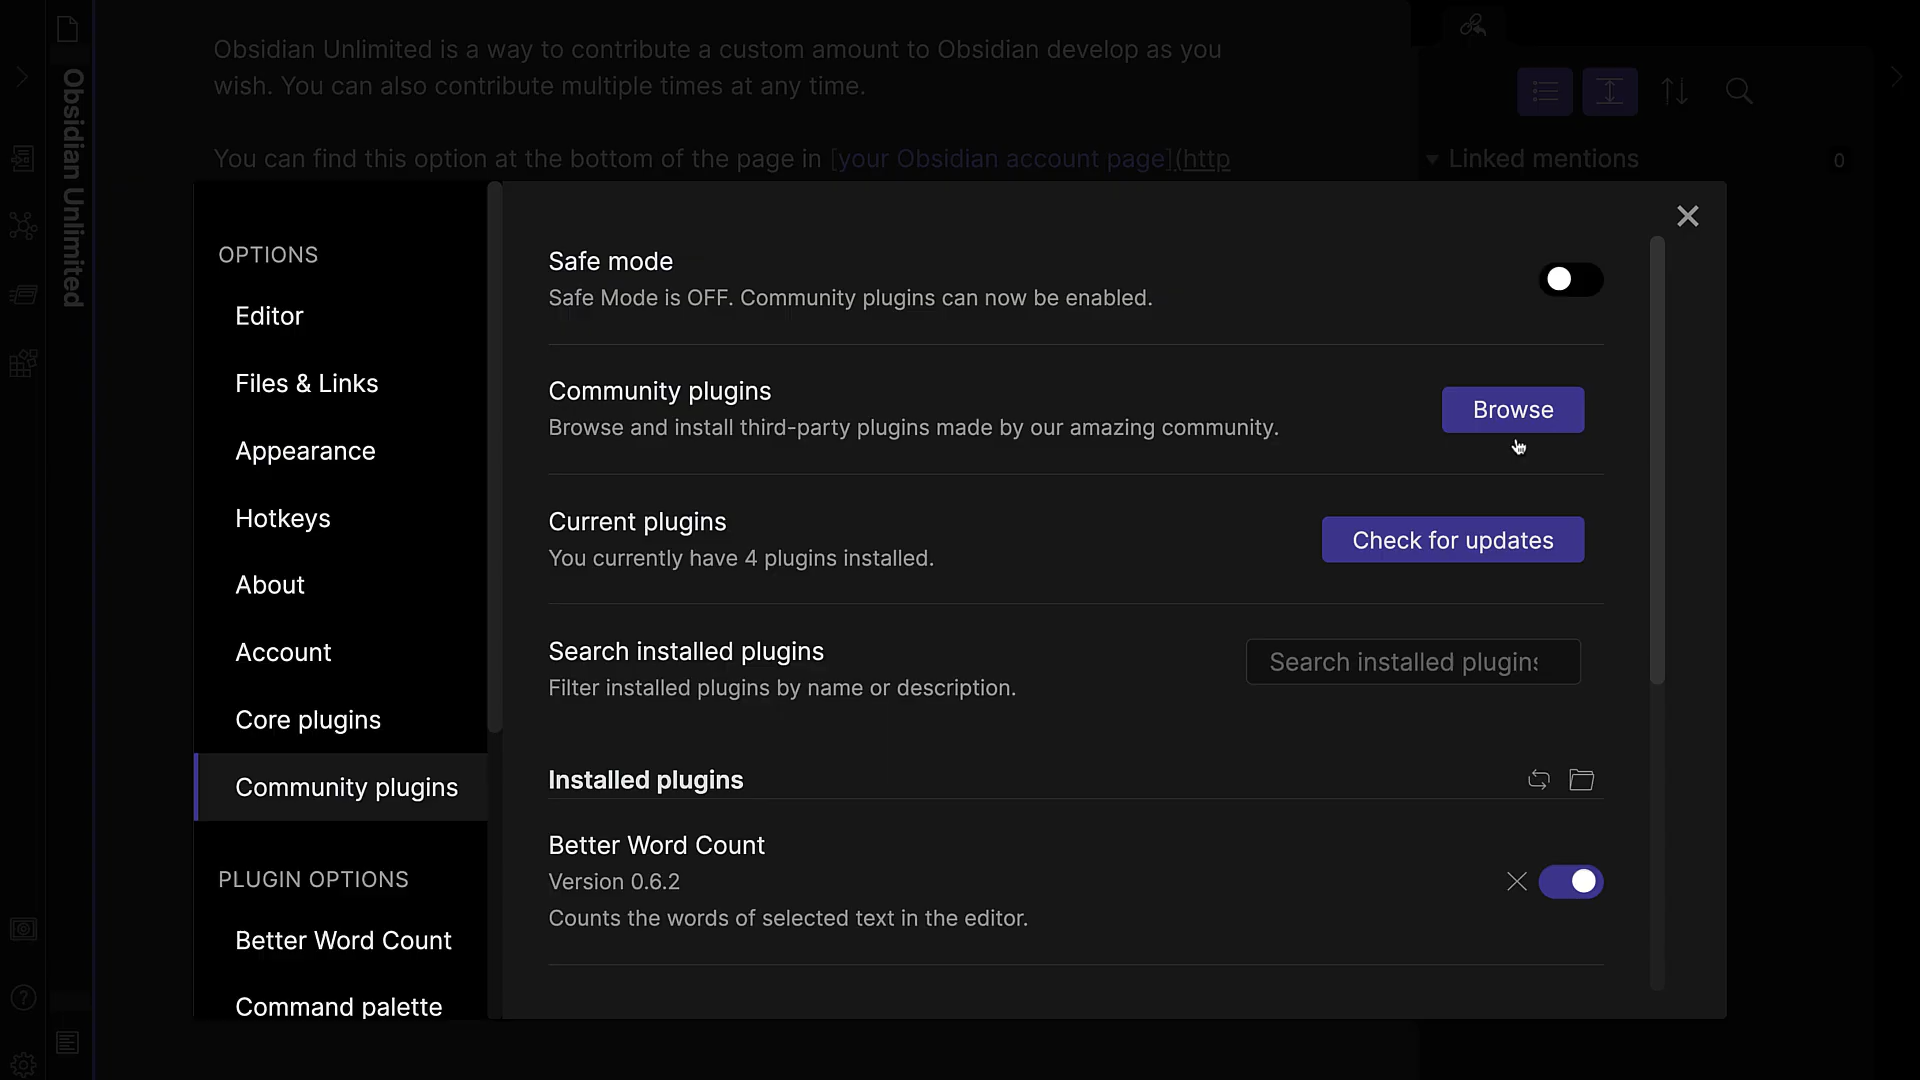 Obsidian Unlimited is a way to contribute a custom amount to Obsidian develop as you
wish. You can also contribute multiple times at any time.
You can find this option at the bottom of the page in [your Obsidian account page](http
Obsidian Unlimited
Linked mentions
0
OPTIONS
Editor
Files & Links
Appearance
Hotkeys
About
Account
Core plugins
Community plugins
PLUGIN OPTIONS
Better Word Count
Command palette
Safe mode
Safe Mode is OFF. Community plugins can now be enabled.
Community plugins
Browse and install third-party plugins made by our amazing community.
Browse
Current plugins
You currently have 4 plugins installed.
Check for updates
Search installed plugins
Filter installed plugins by name or description.
Search installed plugin
Installed plugins
Better Word Count
Version 0.6.2
Counts the words of selected text in the editor.